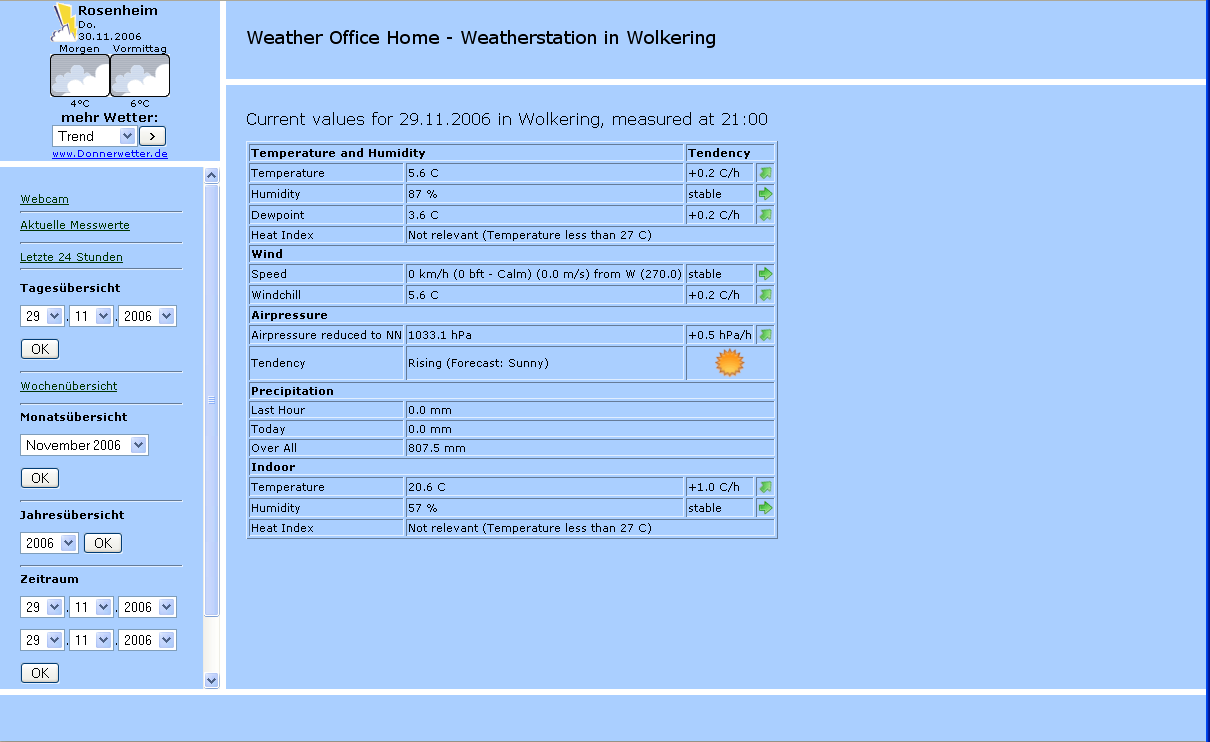 Rosenheim
Do.
30.11.2006
Morgen Vormittag
4°C 6°C
mehr Wetter:
Trend >
www.Donnerwetter.de
Webcam
Aktuelle Messwerte
Letzte 24 Stunden
Tagesübersicht
29 . 11 . 2006
OK
Wochenübersicht
Monatsübersicht
November 2006
OK
Jahresübersicht
2006 OK
Zeitraum
29 . 11 . 2006
29 . 11 . 2006
OK
Weather Office Home - Weatherstation in Wolkering
Current values for 29.11.2006 in Wolkering, measured at 21:00
Temperature and Humidity Tendency
Temperature 5.6 C +0.2 C/h
Humidity 87 % stable
Dewpoint 3.6 C +0.2 C/h
Heat Index Not relevant (Temperature less than 27 C)
Wind
Speed 0 km/h (0 bft - Calm) (0.0 m/s) from W (270.0) stable
Windchill 5.6 C +0.2 C/h
Airpressure
Airpressure reduced to NN 1033.1 hPa +0.5 hPa/h
Tendency Rising (Forecast: Sunny)
Precipitation
Last Hour 0.0 mm
Today 0.0 mm
Over All 807.5 mm
Indoor
Temperature 20.6 C +1.0 C/h
Humidity 57 % stable
Heat Index Not relevant (Temperature less than 27 C)